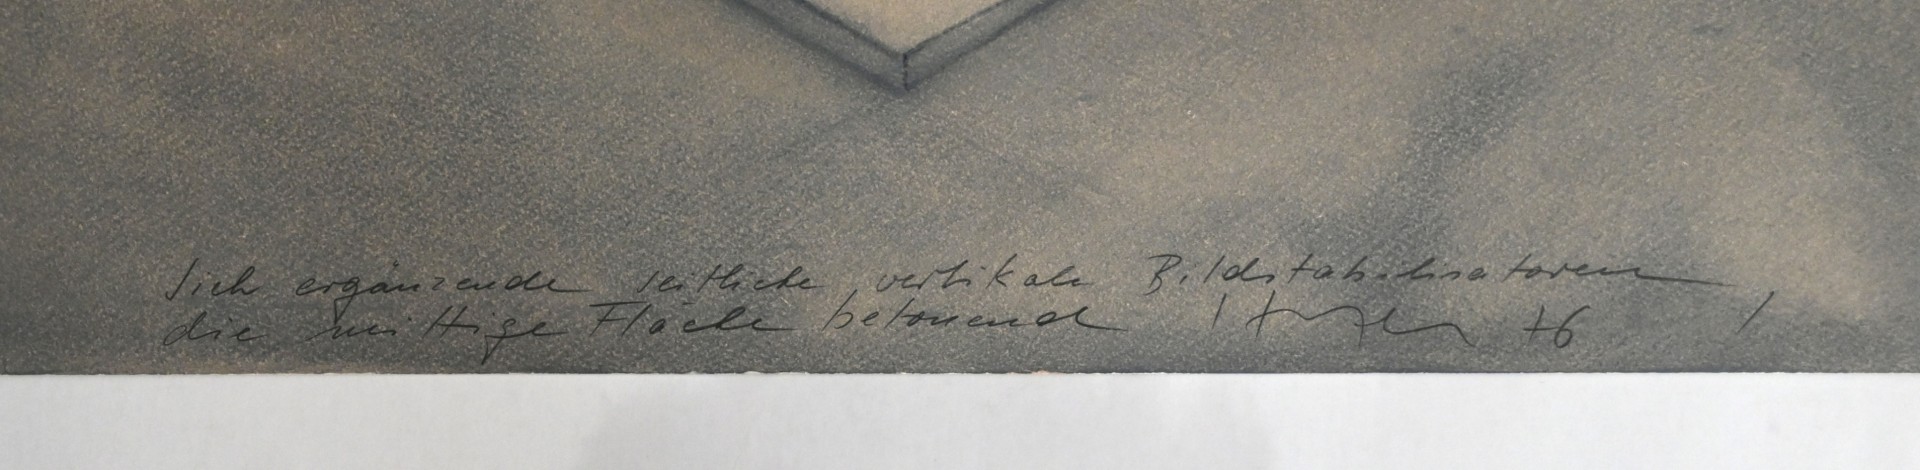 Sich ergänzende seitliche, vertikale Bildstabilisatoren,
die mittige Fläche betonend 76